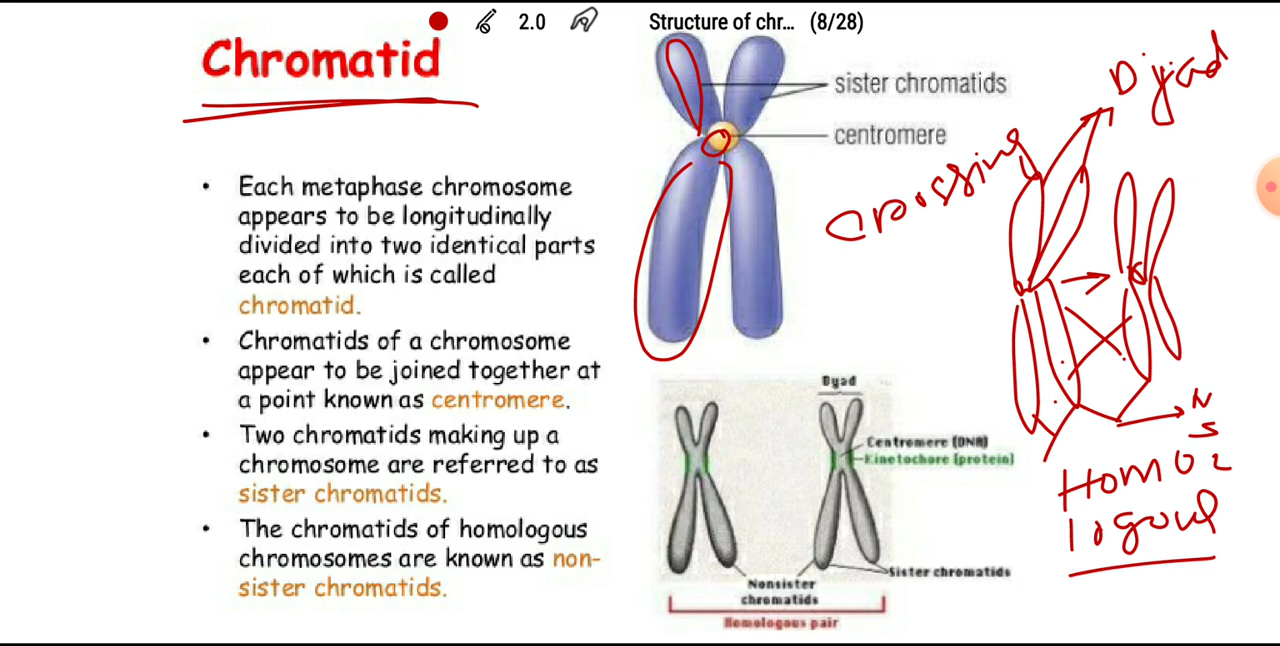 2.0
Structure of chr... (8/28)
Chromatid
• Each metaphase chromosome
appears to be longitudinally
divided into two identical parts
each of which is called
chromatid.
• Chromatids of a chromosome
appear to be joined together at
a point known as centromere.
• Two chromatids making up a
chromosome are referred to as
sister chromatids.
• The chromatids of homologous
chromosomes are known as non-
sister chromatids.
sister chromatids
centromere
Dyad
Centromere (DNA)
Kinetochore (protein)
Sister chromatids
Nonsister
chromatids
Homologous pair
Dyad
Crossing
N
S
Homo